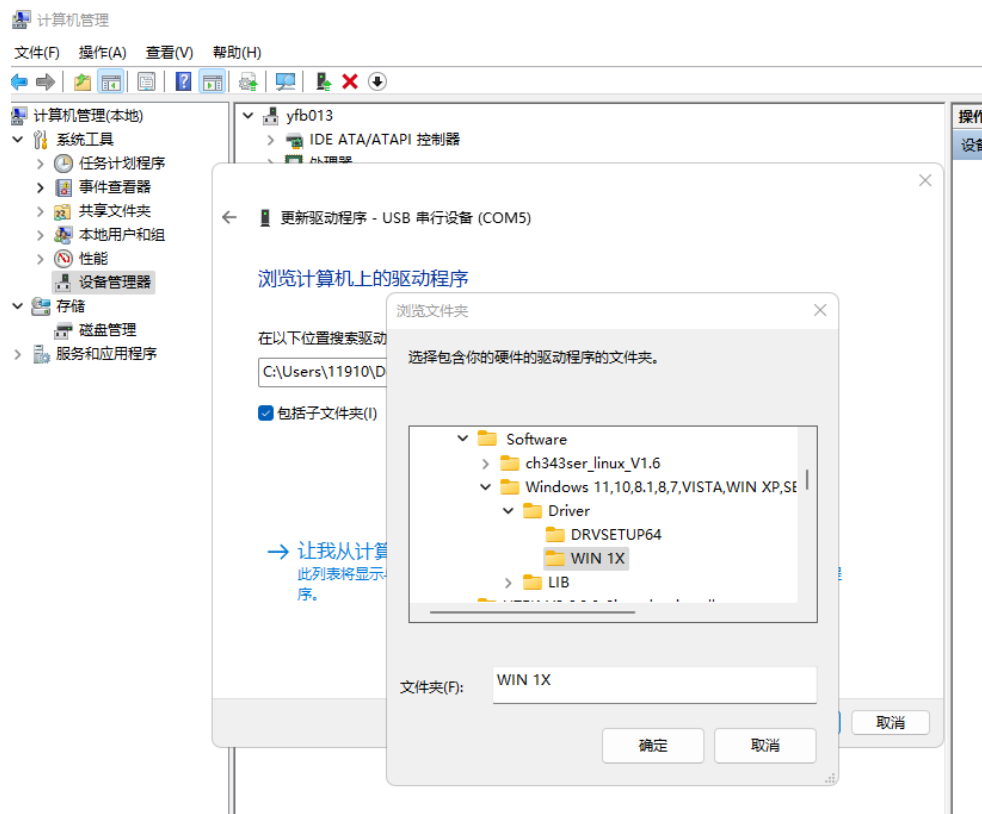 计算机管理
文件(F) 操作(A) 查看(V) 帮助(H)
计算机管理(本地)
系统工具
任务计划程序
事件查看器
共享文件夹
本地用户和组
性能
设备管理器
存储
磁盘管理
服务和应用程序
yfb013
IDE ATA/ATAPI 控制器
处理器
操作
设备
更新驱动程序 - USB 串行设备 (COM5)
浏览计算机上的驱动程序
在以下位置搜索驱动
C:\Users\11910\D
包括子文件夹(I)
让我从计算
此列表将显示
程
序。
取消
浏览文件夹
选择包含你的硬件的驱动程序的文件夹。
Software
ch343ser_linux_V1.6
Windows 11,10,8.1,8,7,VISTA,WIN XP,SE
Driver
DRVSETUP64
WIN 1X
LIB
文件夹(F):
WIN 1X
确定
取消